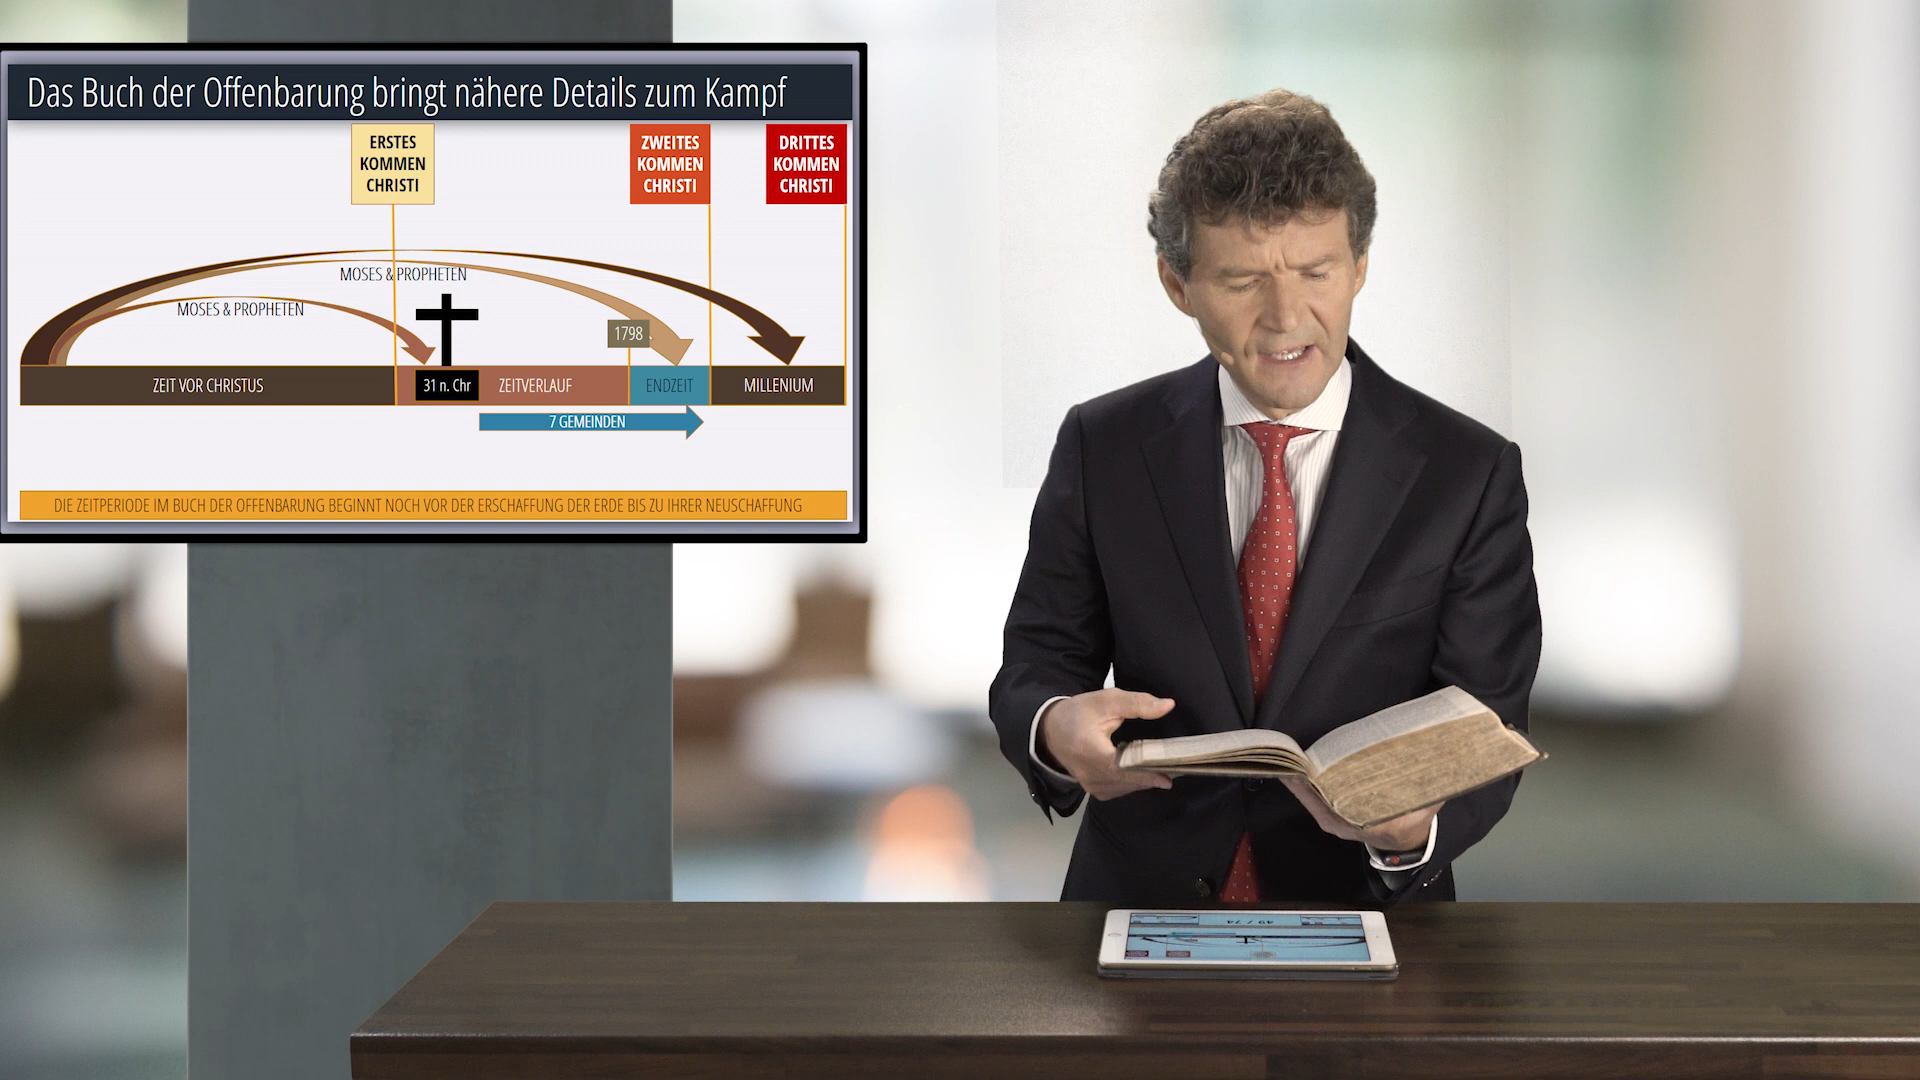 Das Buch der Offenbarung bringt nähere Details zum Kampf
ERSTES
KOMMEN
CHRISTI
ZWEITES
KOMMEN
CHRISTI
DRITTES
KOMMEN
CHRISTI
MOSES & PROPHETEN
MOSES & PROPHETEN
1798
ZEIT VOR CHRISTUS
31 n. Chr
ZEITVERLAUF
ENDZEIT
MILLENIUM
7 GEMEINDEN
DIE ZEITPERIODE IM BUCH DER OFFENBARUNG BEGINNT NOCH VOR DER ERSCHAFFUNG DER ERDE BIS ZU IHRER NEUSCHAFFUNG
49 / 74